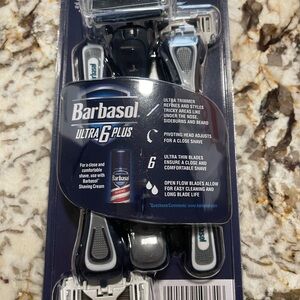 Barbasol
ULTRA 6 PLUS
For a close and
comfortable
shave, use with
Barbasol
Shaving Cream
Barbasol
ULTRA TRIMMER
REFINES AND STYLES
TRICKY AREAS LIKE
UNDER THE NOSE,
SIDEBURNS AND BEARD
PIVOTING HEAD ADJUSTS
FOR A CLOSE SHAVE
6
ULTRA THIN BLADES
ENSURE A CLOSE AND
COMFORTABLE SHAVE
OPEN FLOW BLADES ALLOW
FOR EASY CLEANING AND
LONG BLADE LIFE
Questions/Comments: